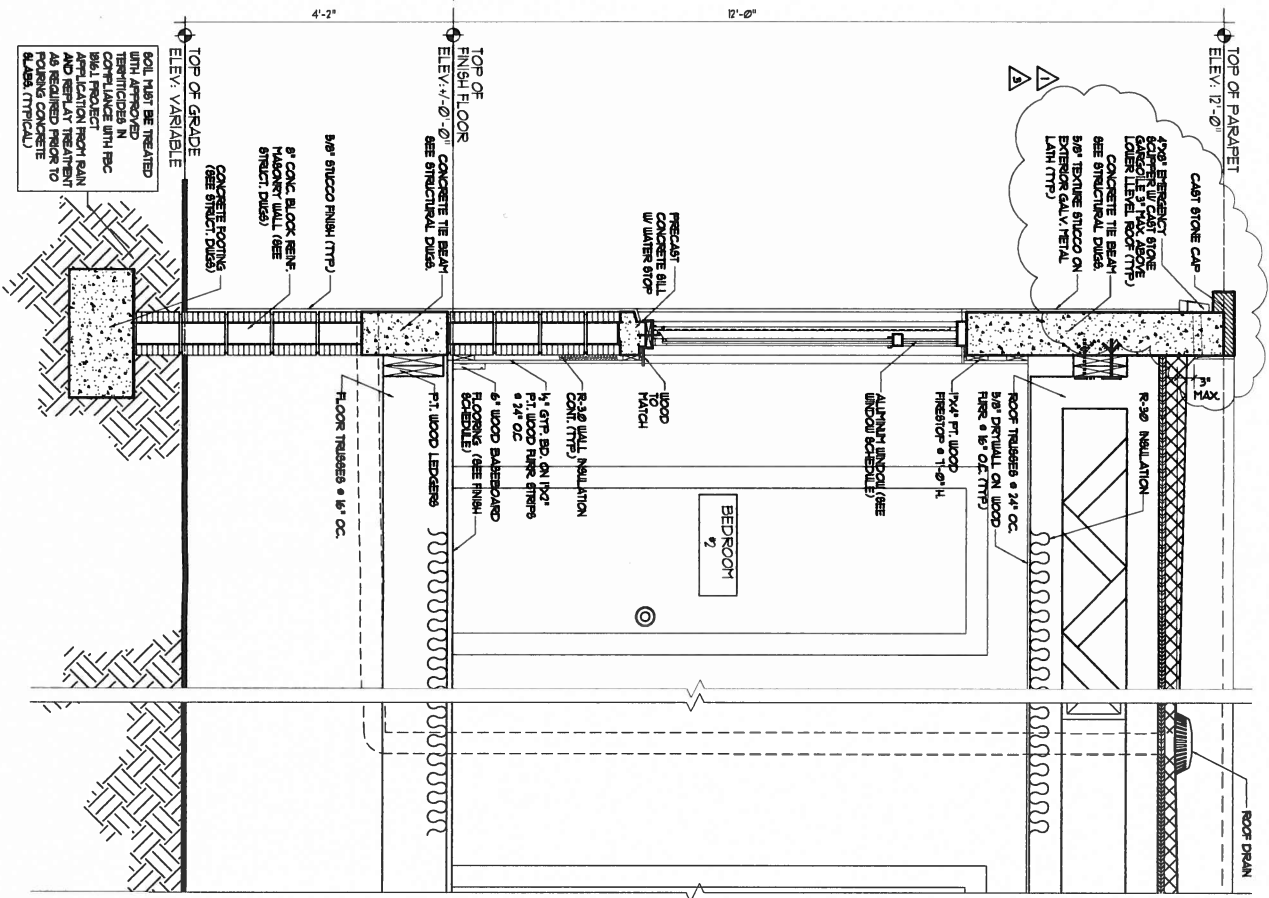 TOP OF PARAPET
ELEV: 12'-0"
12'-0"
4'-2"
1
3
CAST STONE CAP
4"X8" EMERGENCY
SCUPPER W/ CAST STONE
GARGOILE 3" MAX. ABOVE
LOWER LLEVEL ROOF (TYP.)
CONCRETE TIE BEAM
SEE STRUCTURAL DWGS.
5/8" TEXTURE STUCCO ON
EXTERIOR GALV. METAL
LATH (TYP.)
3"
MAX.
R-30 INSULATION
ROOF TRUSSES @ 24" OC.
5/8" DRYWALL ON WOOD
FURR. @ 16" O.C. (TYP.)
1"X4" PT. WOOD
FIRESTOP @ 7'-0" H.
ALUMINUM WINDOW (SEE
WINDOW SCHEDULE)
ROOF DRAIN
PRECAST
CONCRETE SILL
W/ WATER STOP
WOOD
TO
MATCH
BEDROOM
#2
R-3.0 WALL INSULATION
CONT. (TYP.)
P.T. WOOD FURR STRIPS
@ 24" O.C
6" WOOD BASEBOARD
FLOORING (SEE FINISH
SCHEDULE)
TOP OF
FINISH FLOOR
ELEV:+/-0'-0"
8" CONCRETE TIE BEAM
SEE STRUCTURAL DWGS.
5/8" STUCCO FINISH (TYP.)
8" CONC. BLOCK REINF.
MASONRY WALL (SEE
STRUCT. DWGS)
P.T. WOOD LEDGERS
FLOOR TRUSSES @ 16" OC.
CONCRETE FOOTING
(SEE STRUCT. DWGS)
TOP OF GRADE
ELEV: VARIABLE
SOIL MUST BE TREATED
WITH APPROVED
TERMITICIDES IN
COMPLIANCE WITH FBC
1816.1 PROJECT
APPLICATION FROM RAIN
AND REPLAY TREATMENT
AS REQUIRED PRIOR TO
POURING CONCRETE
SLABS. (TYPICAL)